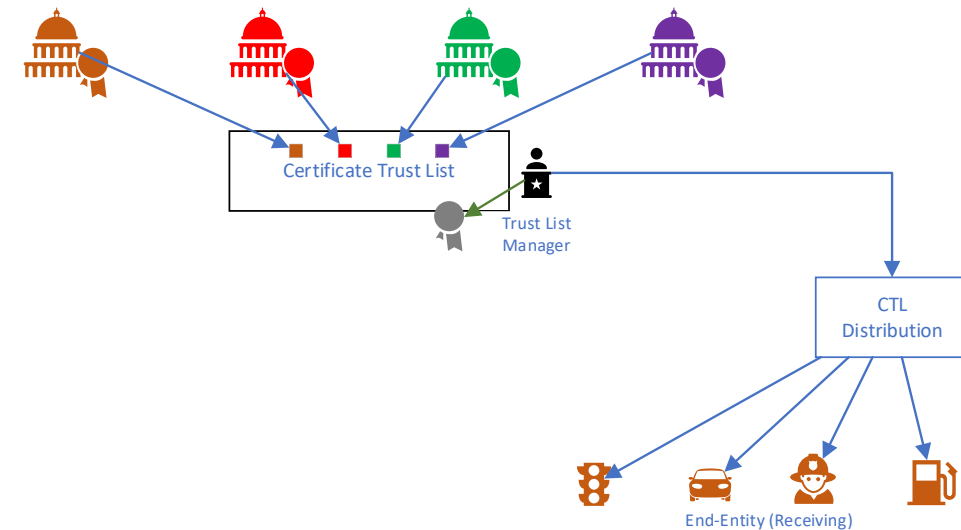 Certificate Trust List
Trust List
Manager
CTL
Distribution
End-Entity (Receiving)